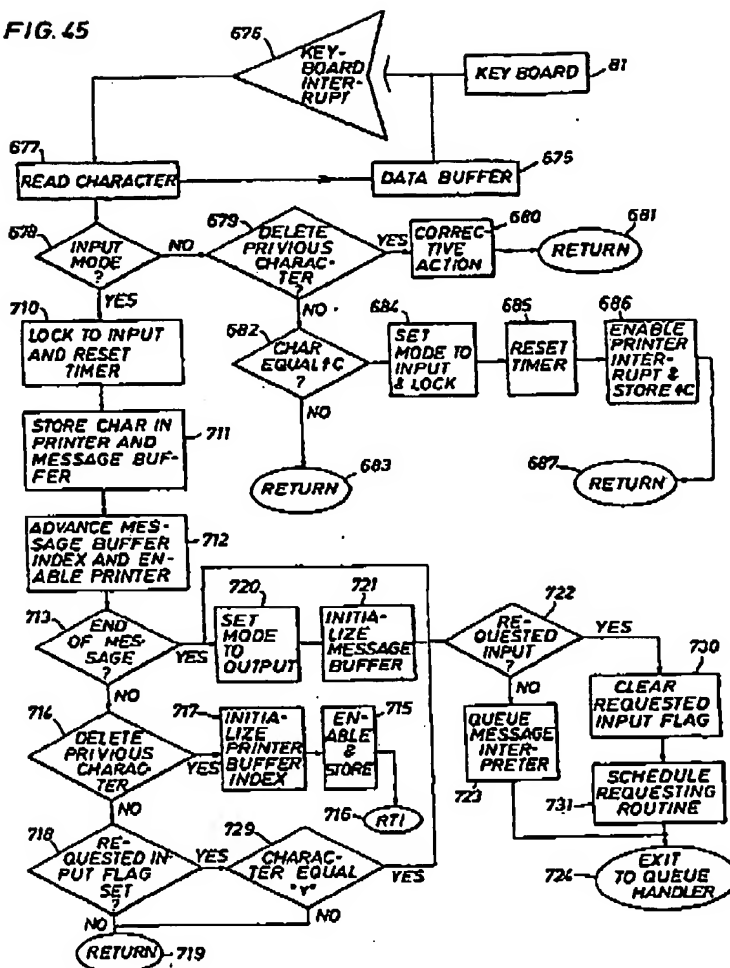 FIG. 45
676
KEY-
BOARD
INTER-
RUPT
KEY BOARD
81
677
READ CHARACTER
DATA BUFFER
675
678
INPUT
MODE
?
NO
YES
679
DELETE
PREVIOUS
CHARAC-
TER
?
YES
NO
CORREC-
TIVE
ACTION
680
RETURN
681
710
LOCK TO INPUT
AND RESET
TIMER
682
CHAR
EQUAL↑C
?
NO
684
SET
MODE TO
INPUT
& LOCK
685
RESET
TIMER
686
ENABLE
PRINTER
INTER-
RUPT &
STORE ↑C
STORE CHAR IN
PRINTER AND
MESSAGE BUF-
FER
711
RETURN
683
687
RETURN
ADVANCE MES-
SAGE BUFFER
INDEX AND EN-
ABLE PRINTER
712
713
END
OF MES-
SAGE
?
YES
NO
720
SET
MODE TO
OUTPUT
721
INITIA-
LIZE
MESSAGE
BUFFER
722
RE-
QUESTED
INPUT
?
YES
NO
730
CLEAR
REQUESTED
INPUT FLAG
714
DELETE
PREVIOUS
CHARAC-
TER
YES
NO
717
INITIA-
LIZE
PRINTER
BUFFER
INDEX
EN-
ABLE
&
STORE
715
716
RTI
QUEUE
MESSAGE
INTER-
PRETER
723
731
SCHEDULE
REQUESTING
ROUTINE
718
RE-
QUESTED IN-
PUT FLAG
SET
?
YES
NO
729
CHARAC-
TER EQUAL
"Y"
YES
NO
724
EXIT
TO QUEUE
HANDLER
RETURN
719